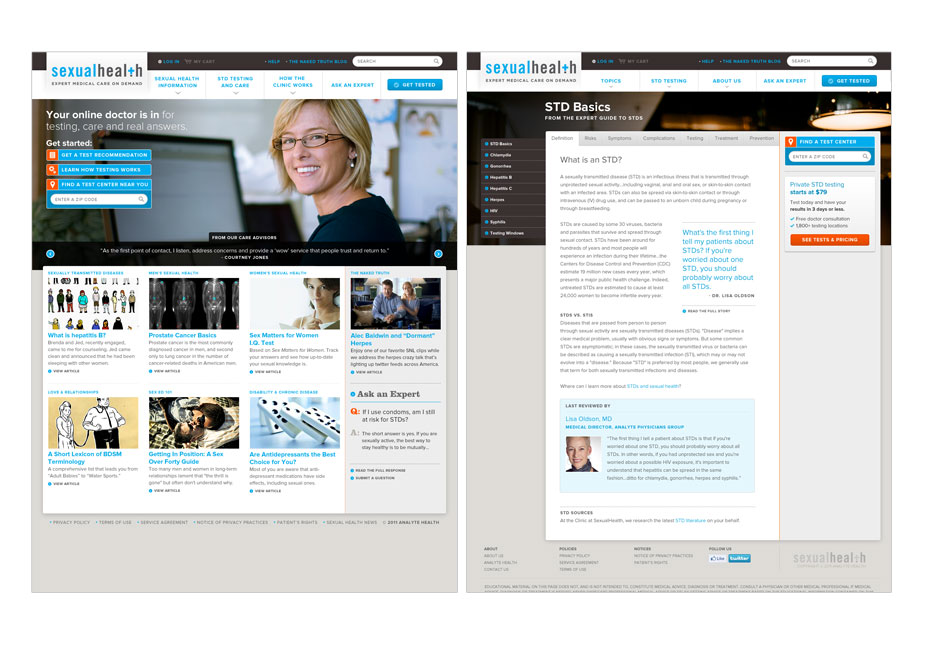 sexualhealth
EXPERT MEDICAL CARE ON DEMAND
LOG IN
MY CART
HELP
THE NAKED TRUTH BLOG
SEARCH
SEXUAL HEALTH
INFORMATION
STD TESTING
AND CARE
HOW THE
CLINIC WORKS
ASK AN EXPERT
GET TESTED
Your online doctor is in for
testing, care and real answers.
Get started:
GET A TEST RECOMMENDATION
LEARN HOW TESTING WORKS
FIND A TEST CENTER NEAR YOU
ENTER A ZIP CODE
FROM OUR CARE ADVISORS
"As the first point of contact, I listen, address concerns and provide a 'wow' service that people trust and return to."
- COURTNEY JONES
SEXUALLY TRANSMITTED DISEASES
What is hepatitis B?
Brenda and Jed, recently engaged,
came to me for counseling. Jed came
clean and announced that he had been
sleeping with other women.
VIEW ARTICLE
MEN'S SEXUAL HEALTH
Prostate Cancer Basics
Prostate cancer is the most commonly
diagnosed cancer in men, and second
only to lung cancer in the number of
cancer-related deaths in American men.
VIEW ARTICLE
WOMEN'S SEXUAL HEALTH
Sex Matters for Women
I.Q. Test
Based on Sex Matters for Women. Track
your answers and see how up-to-date
your sexual knowledge is.
VIEW ARTICLE
THE NAKED TRUTH
Alec Baldwin and "Dormant"
Herpes
Enjoy one of our favorite SNL clips while
we address the herpes crazy talk that's
lighting up twitter feeds across America.
VIEW ARTICLE
LOVE & RELATIONSHIPS
A Short Lexicon of BDSM
Terminology
A comprehensive list that leads you from
"Adult Babies" to "Water Sports."
VIEW ARTICLE
SEX ED 101
Getting In Position: A Sex
Over Forty Guide
Too many men and women in long-term
relationships lament that "the thrill is
gone" but often don't understand why.
VIEW ARTICLE
DISABILITY & CHRONIC DISEASE
Are Antidepressants the Best
Choice for You?
Most of you are aware that anti-
depressant medications have side
effects, including sexual ones.
VIEW ARTICLE
Ask an Expert
Q: If I use condoms, am I still
at risk for STDs?
A: The short answer is yes. If you are
sexually active, the best way to
stay healthy is to be mutually...
READ THE FULL RESPONSE
SUBMIT A QUESTION
PRIVACY POLICY
TERMS OF USE
SERVICE AGREEMENT
NOTICE OF PRIVACY PRACTICES
PATIENT'S RIGHTS
SEXUAL HEALTH NEWS
© 2011 ANALYTE HEALTH
sexualhealth
EXPERT MEDICAL CARE ON DEMAND
LOG IN
MY CART
HELP
THE NAKED TRUTH BLOG
SEARCH
TOPICS
STD TESTING
ABOUT US
ASK AN EXPERT
GET TESTED
STD Basics
FROM THE EXPERT GUIDE TO STDS
STD Basics
Chlamydia
Gonorrhea
Hepatitis B
Hepatitis C
Herpes
HIV
Syphilis
Testing Windows
Definition
Risks
Symptoms
Complications
Testing
Treatment
Prevention
What is an STD?
A sexually transmitted disease (STD) is an infectious illness that is transmitted through
unprotected sexual activity...including vaginal, anal and oral sex, or skin-to-skin contact
with an infected area. STDs can also be spread via skin-to-skin contact or through
intravenous (IV) drug use, and can be passed to an unborn child during pregnancy or
through breastfeeding.
STDs are caused by some 30 viruses, bacteria
and parasites that survive and spread through
sexual contact. STDs have been around for
hundreds of years and most people will
experience an infection during their lifetime...the
Centers for Disease Control and Prevention (CDC)
estimate 19 million new cases every year, which
presents a major public health challenge. Indeed,
untreated STDs are estimated to cause at least
24,000 women to become infertile every year.
What's the first thing I
tell my patients about
STDs? If you're
worried about one
STD, you should
probably worry about
all STDs.
- DR. LISA OLDSON
READ THE FULL STORY
STDS VS. STIS
Diseases that are passed from person to person
through sexual activity are sexually transmitted diseases (STDs). "Disease" implies a
clear medical problem, usually with obvious signs or symptoms. But some common
STDs are asymptomatic; in these cases, the sexually transmitted virus or bacteria can
be described as causing a sexually transmitted infection (STI), which may or may not
evolve into a "disease." Because "STD" is preferred by most people, we generally use
that term for both sexually transmitted infections and diseases.
Where can I learn more about STDs and sexual health?
LAST REVIEWED BY
Lisa Oldson, MD
MEDICAL DIRECTOR, ANALYTE PHYSICIANS GROUP
"The first thing I tell a patient about STDs is that if you're
worried about one STD, you should probably worry about
all STDs. In other words, if you had unprotected sex and you're
worried about a possible HIV exposure, it's important to
understand that hepatitis can be spread in the same
fashion...ditto for chlamydia, gonorrhea, herpes and syphilis."
STD SOURCES
At the Clinic at SexualHealth, we research the latest STD literature on your behalf.
FIND A TEST CENTER
ENTER A ZIP CODE
Private STD testing
starts at $79
Test today and have your
results in 3 days or less.
Free doctor consultation
1,800+ testing locations
SEE TESTS & PRICING
ABOUT
ABOUT US
ANALYTE HEALTH
CONTACT US
POLICIES
PRIVACY POLICY
SERVICE AGREEMENT
TERMS OF USE
NOTICES
NOTICE OF PRIVACY PRACTICES
PATIENT'S RIGHTS
FOLLOW US
Like
twitter
sexualhealth
EDUCATIONAL MATERIAL ON THIS PAGE DOES NOT, AND IS NOT INTENDED TO, CONSTITUTE MEDICAL ADVICE, DIAGNOSIS OR TREATMENT. CONSULT A PHYSICIAN OR OTHER MEDICAL PROFESSIONAL IF MEDICAL